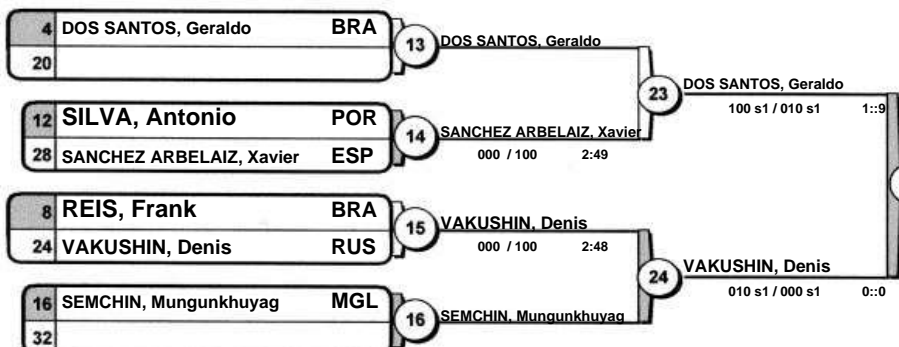 4 DOS SANTOS, Geraldo BRA
20
13 DOS SANTOS, Geraldo
12 SILVA, Antonio POR
28 SANCHEZ ARBELAIZ, Xavier ESP
14 SANCHEZ ARBELAIZ, Xavier
000 / 100 2:49
23 DOS SANTOS, Geraldo
100 s1 / 010 s1 1::9
8 REIS, Frank BRA
24 VAKUSHIN, Denis RUS
15 VAKUSHIN, Denis
000 / 100 2:48
16 SEMCHIN, Mungunkhuyag MGL
32
16 SEMCHIN, Mungunkhuyag
24 VAKUSHIN, Denis
010 s1 / 000 s1 0::0